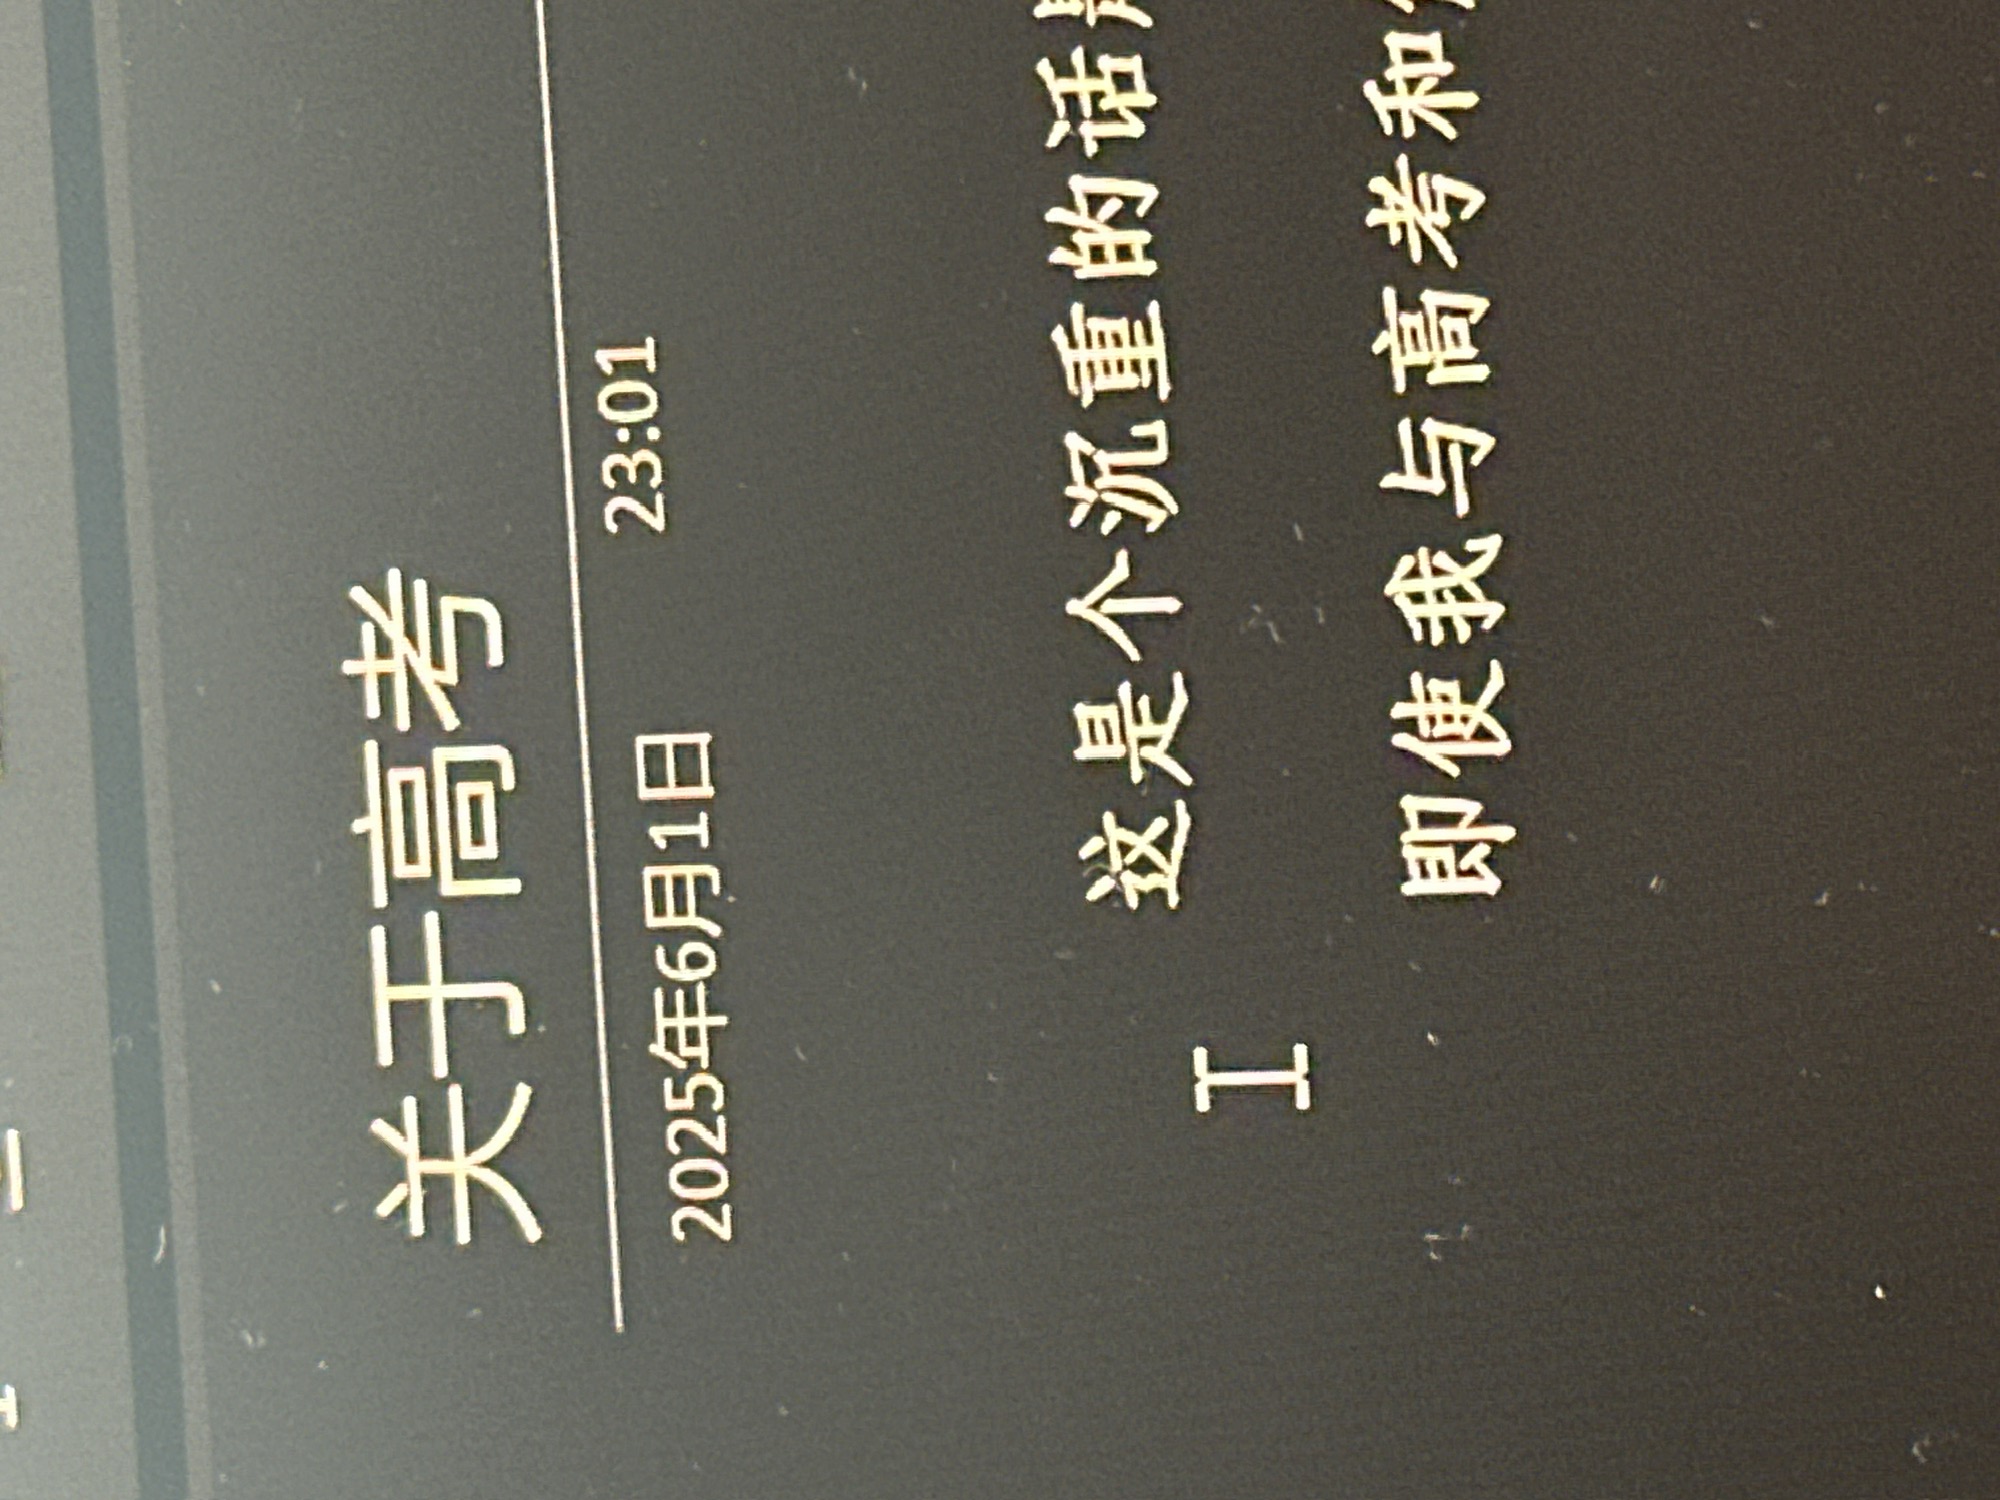 关于高考
2025年6月1日 23:01
这是个沉重的话
即使我与高考和